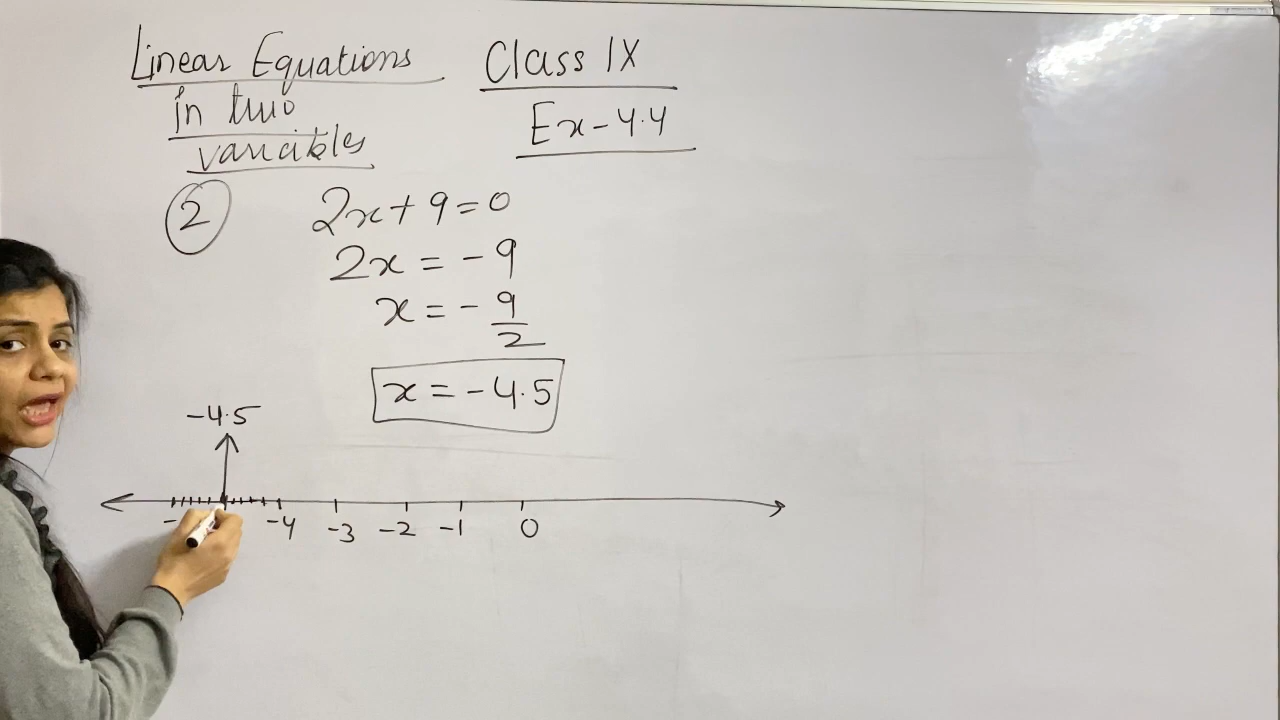 Linear Equations
in two
variables
Class IX
Ex-4.4
2
2x+9=0
2x = -9
x = -9/2
x = -4.5
-4.5
-4 -3 -2 -1 0